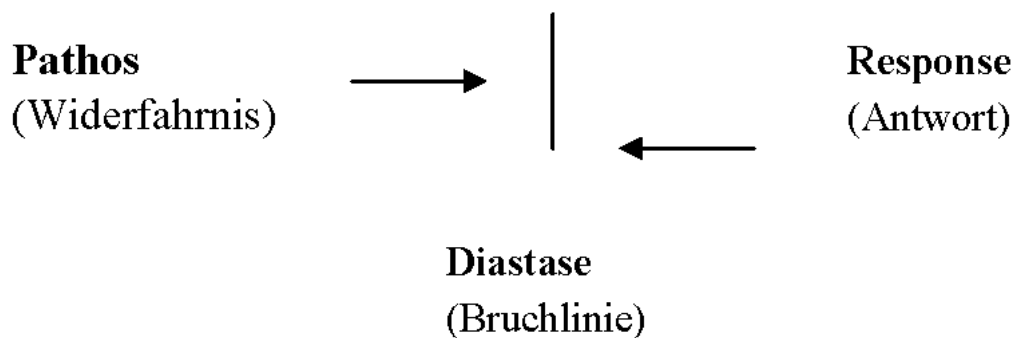 Pathos
(Widerfahrnis)
Response
(Antwort)
Diastase
(Bruchlinie)